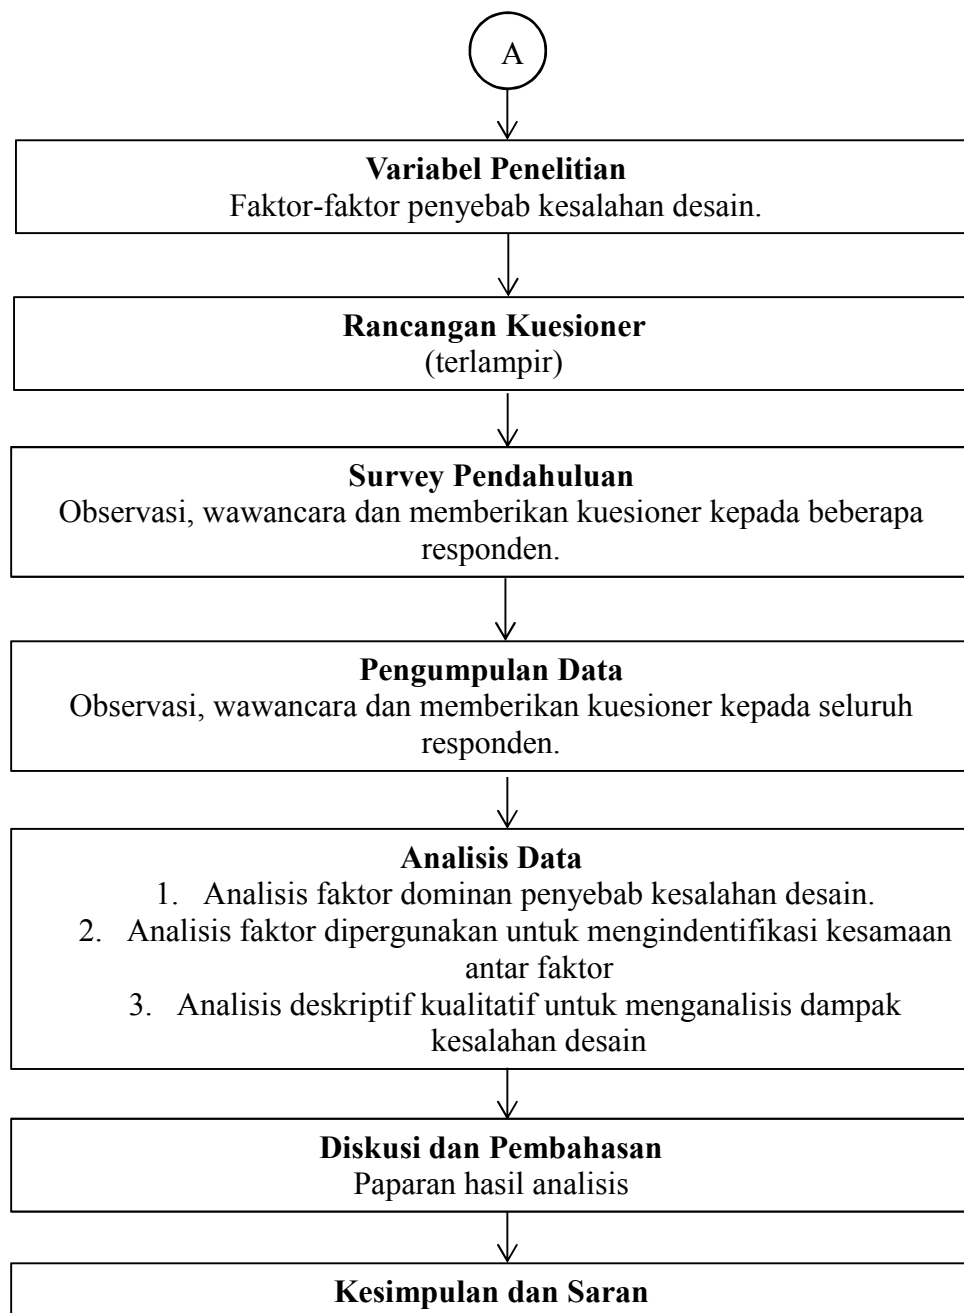 A
Variabel Penelitian
Faktor-faktor penyebab kesalahan desain.
Rancangan Kuesioner
(terlampir)
Survey Pendahuluan
Observasi, wawancara dan memberikan kuesioner kepada beberapa
responden.
Pengumpulan Data
Observasi, wawancara dan memberikan kuesioner kepada seluruh
responden.
Analisis Data
1. Analisis faktor dominan penyebab kesalahan desain.
2. Analisis faktor dipergunakan untuk mengindentifikasi kesamaan
antar faktor
3. Analisis deskriptif kualitatif untuk menganalisis dampak
kesalahan desain
Diskusi dan Pembahasan
Paparan hasil analisis
Kesimpulan dan Saran